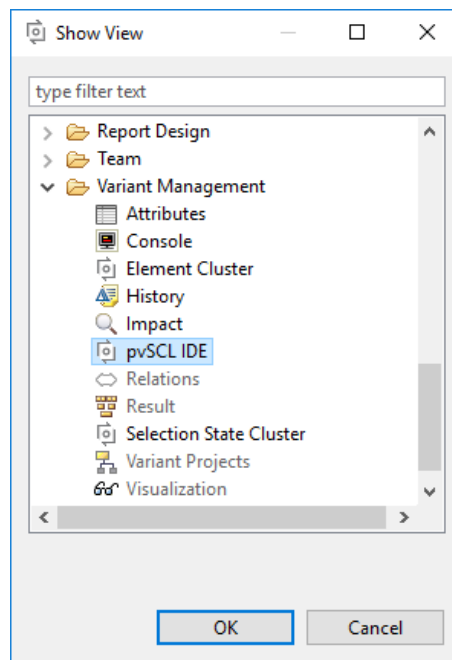 Show View
type filter text
Report Design
Team
Variant Management
Attributes
Console
Element Cluster
History
Impact
pvSCL IDE
Relations
Result
Selection State Cluster
Variant Projects
Visualization
OK
Cancel